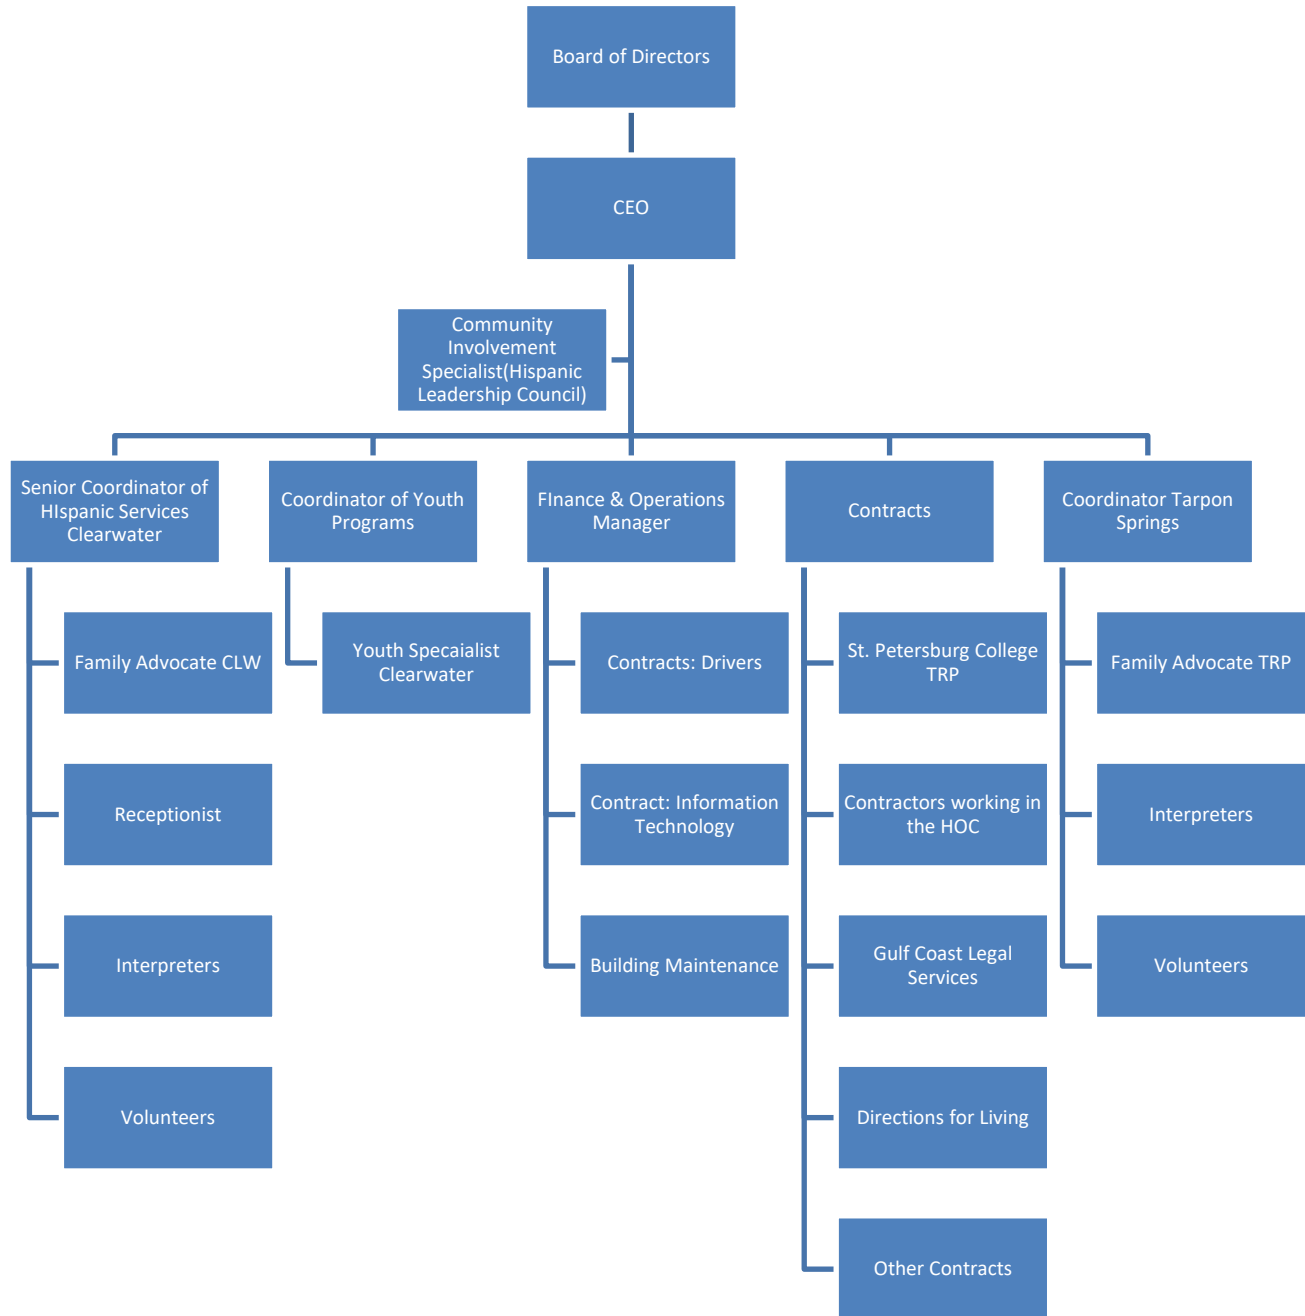 Board of Directors
CEO
Community
Involvement
Specialist(Hispanic
Leadership Council)
Senior Coordinator of
HIspanic Services
Clearwater
Coordinator of Youth
Programs
FInance & Operations
Manager
Contracts
Coordinator Tarpon
Springs
Family Advocate CLW
Youth Specaialist
Clearwater
Contracts: Drivers
St. Petersburg College
TRP
Family Advocate TRP
Receptionist
Contract: Information
Technology
Contractors working in
the HOC
Interpreters
Interpreters
Building Maintenance
Gulf Coast Legal
Services
Volunteers
Volunteers
Directions for Living
Other Contracts